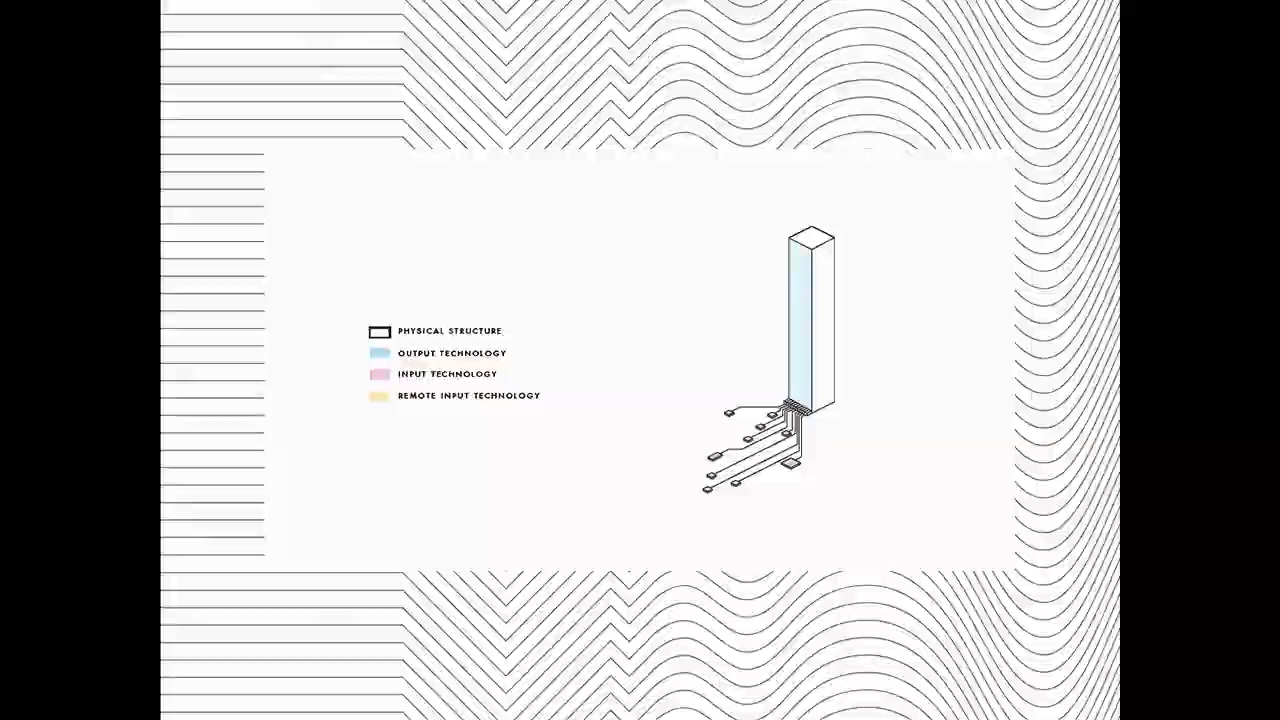 PHYSICAL STRUCTURE
OUTPUT TECHNOLOGY
INPUT TECHNOLOGY
REMOTE INPUT TECHNOLOGY